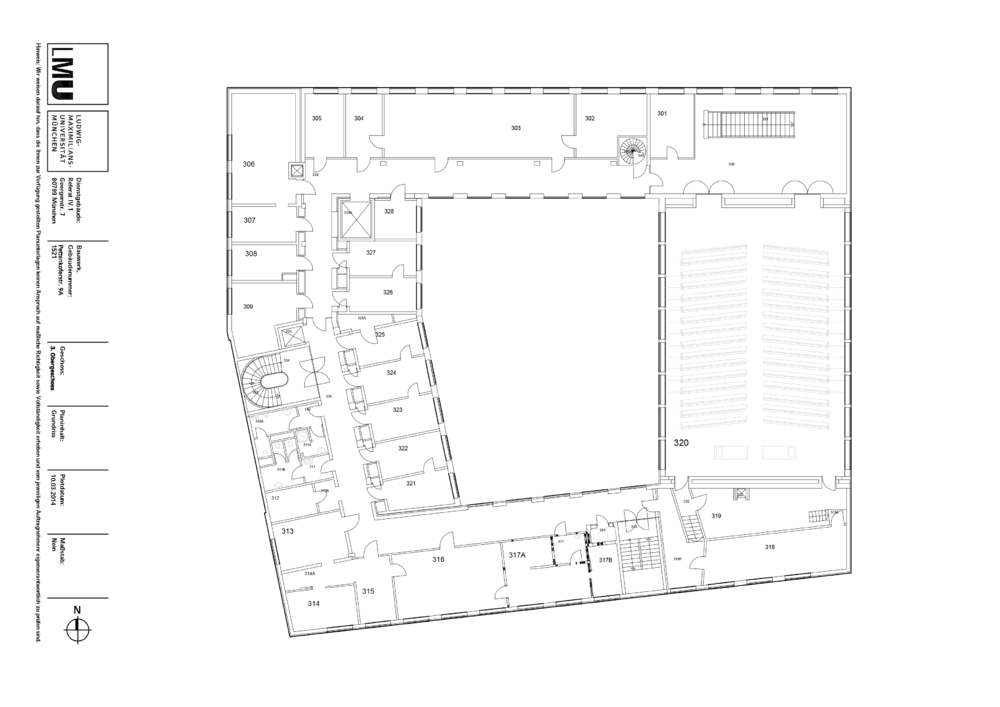 LMU
LUDWIG-
MAXIMILIANS-
UNIVERSITÄT
MÜNCHEN
Dienstgebäude:
Referat IV.1
Georgenstr. 7
80799 München
Bauwerk,
Gebäudenummer:
Pettenkoferstr. 9A
1521
Geschoss:
3. Obergeschoss
Planinhalt:
Grundriss
Plotdatum:
10.03.2014
Maßstab:
Nein
N
Hinweis: Wir weisen darauf hin, dass die Ihnen zur Verfügung gestellten Planunterlagen keinen Anspruch auf maßliche Richtigkeit sowie Vollständigkeit erheben und vom jeweiligen Auftragnehmer eigenverantwortlich zu prüfen sind.
305
304
303
302
301
306
307
308
309
328
327
326
325
324
323
322
321
320
312
313
314A
314
315
316
317A
317
317B
318
319